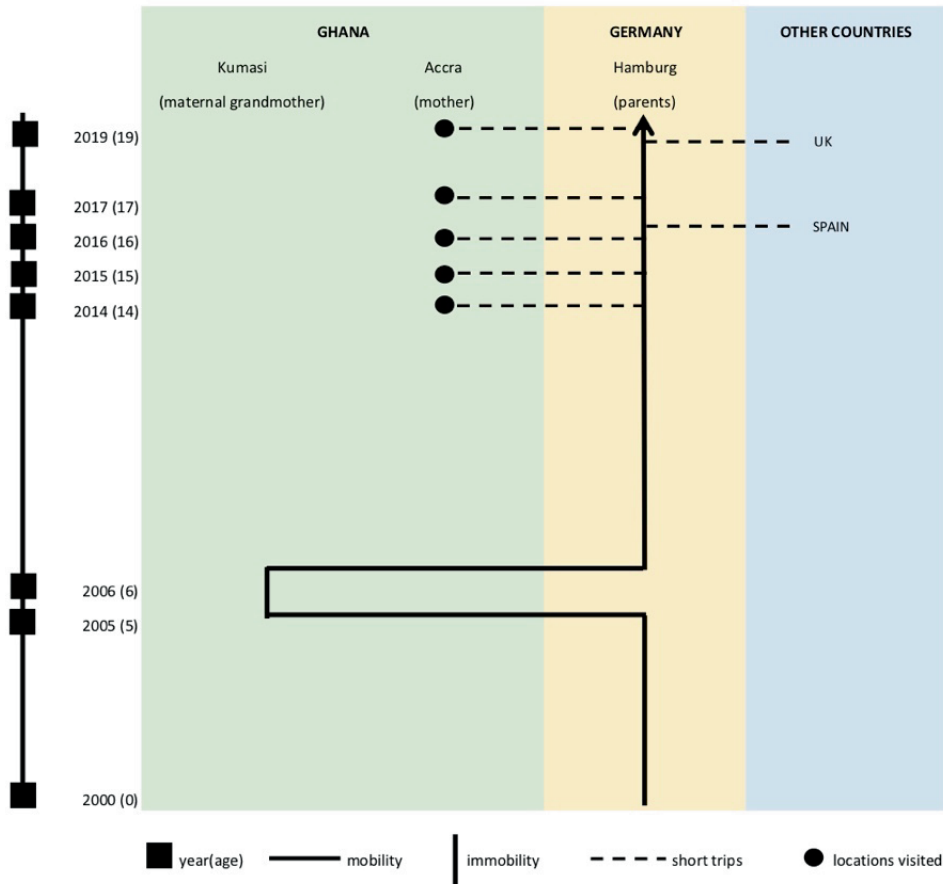 GHANA GERMANY OTHER COUNTRIES
Kumasi Accra Hamburg
(maternal grandmother) (mother) (parents)
2019 (19)
UK
2017 (17)
SPAIN
2016 (16)
2015 (15)
2014 (14)
2006 (6)
2005 (5)
2000 (0)
year(age) mobility immobility short trips locations visited